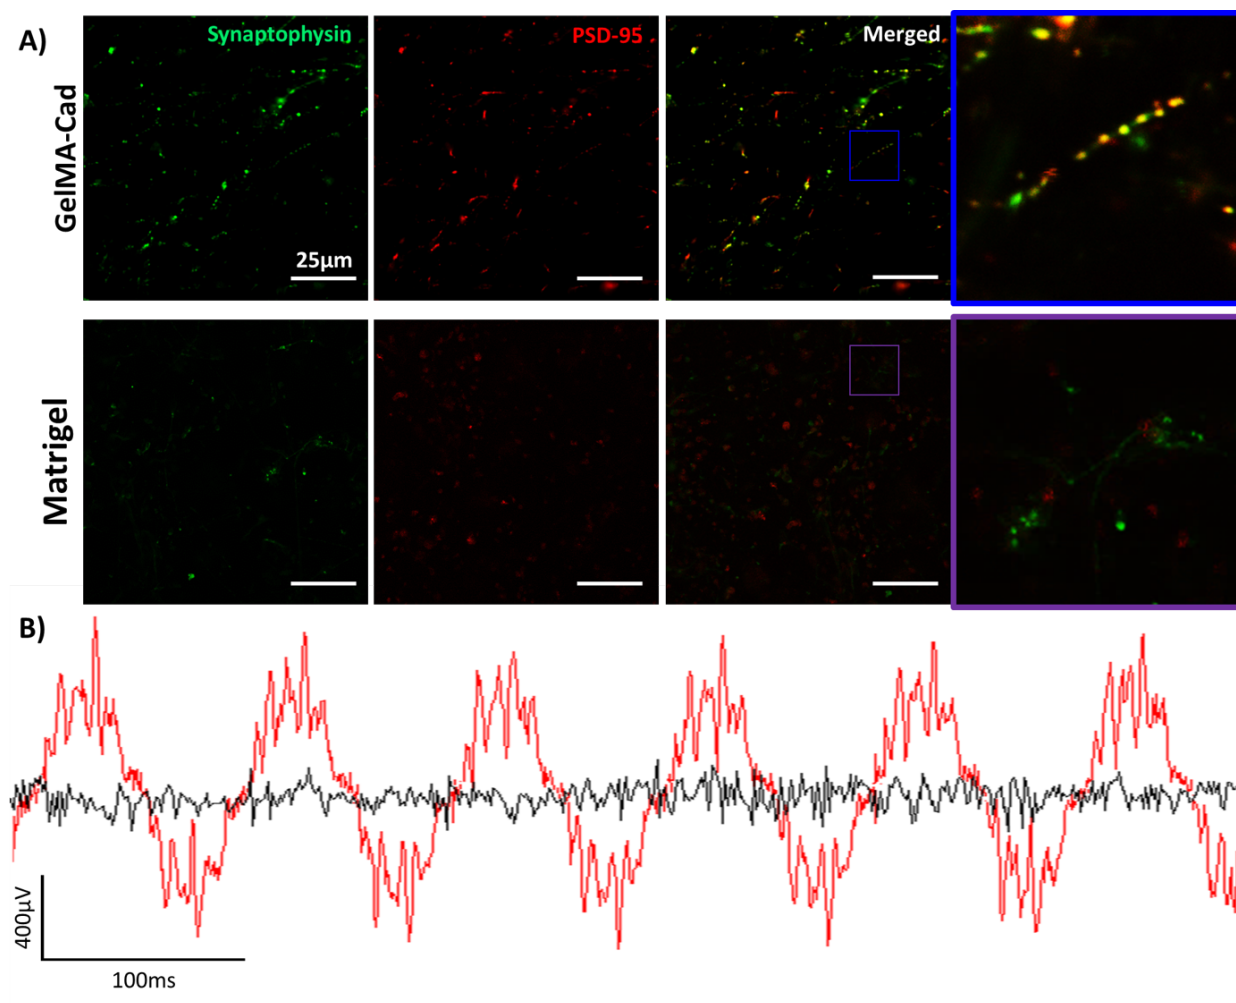 A)
Synaptophysin
PSD-95
Merged
GelMA-Cad
25μm
Matrigel
B)
400μV
100ms